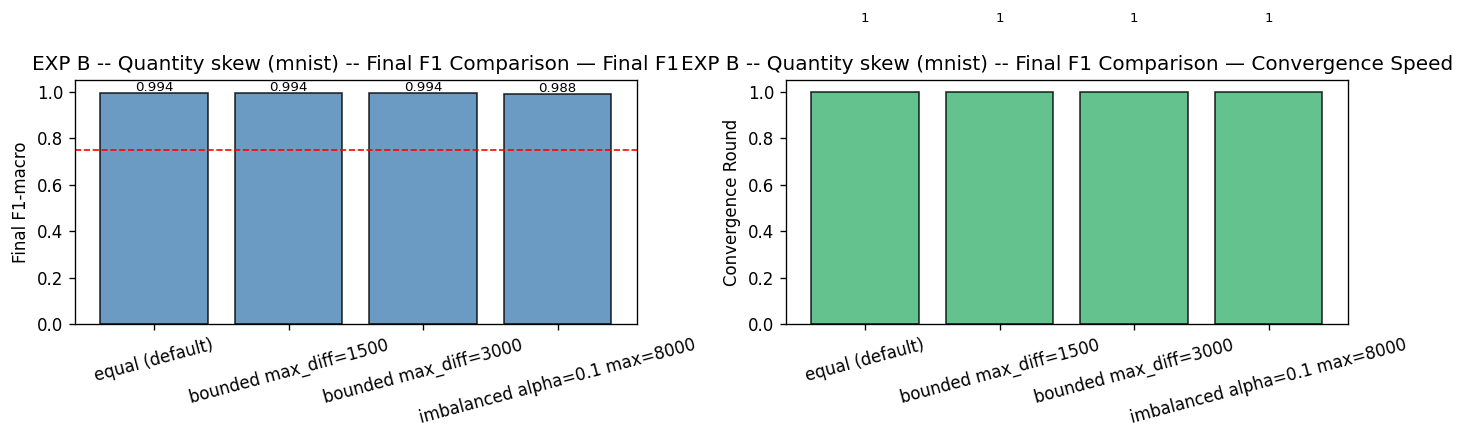 1 1 1 1
EXP B -- Quantity skew (mnist) -- Final F1 Comparison — Final F1
EXP B -- Quantity skew (mnist) -- Final F1 Comparison — Convergence Speed
Final F1-macro
1.0
0.8
0.6
0.4
0.2
0.0
0.994 0.994 0.994 0.988
equal (default)
bounded max_diff=1500
bounded max_diff=3000
imbalanced alpha=0.1 max=8000
Convergence Round
1.0
0.8
0.6
0.4
0.2
0.0
equal (default)
bounded max_diff=1500
bounded max_diff=3000
imbalanced alpha=0.1 max=8000